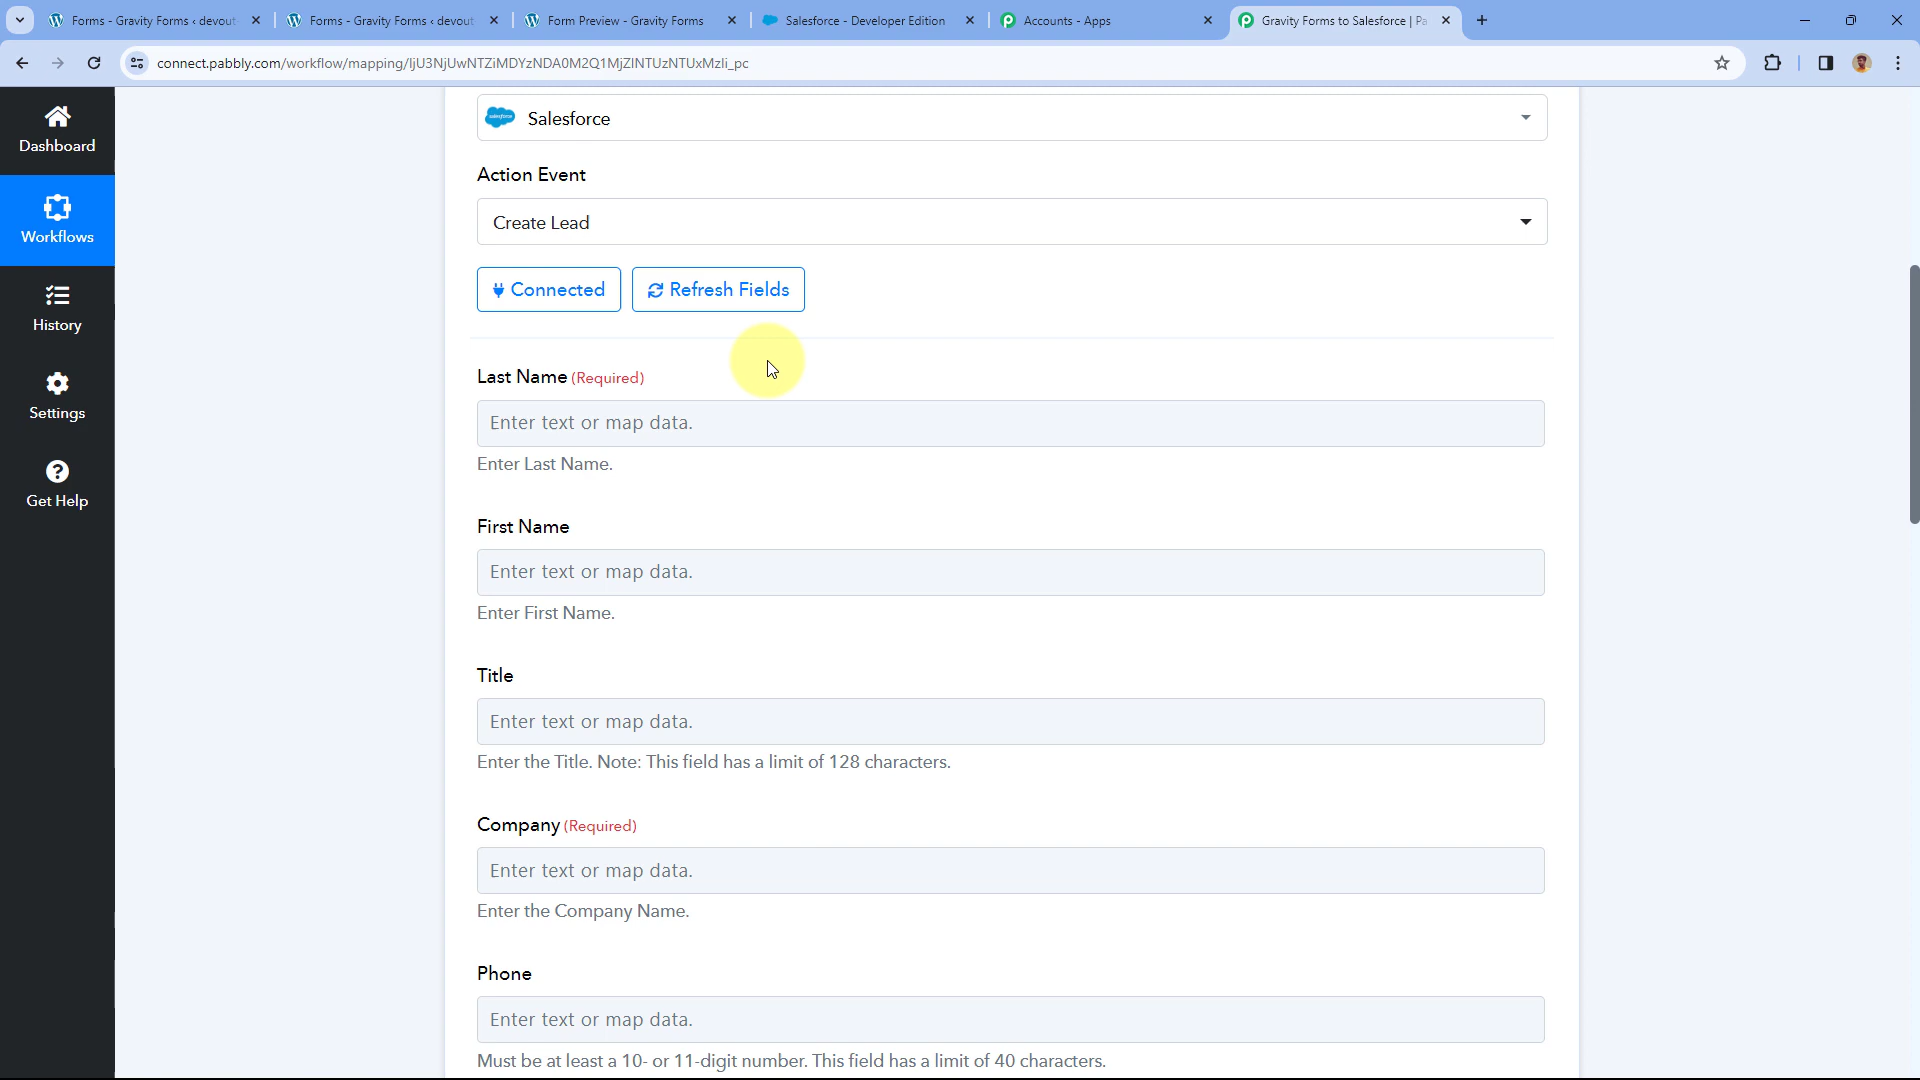 Forms - Gravity Forms ‹ devout
Forms - Gravity Forms ‹ devout
Form Preview - Gravity Forms
Salesforce - Developer Edition
Accounts - Apps
Gravity Forms to Salesforce | Pa
connect.pabbly.com/workflow/mapping/IjU3NjUwNTZiMDYzNDA0M2Q1MjZlNTUzNTUxMzli_pc
Dashboard
Workflows
History
Settings
Get Help
salesforce
Salesforce
Action Event
Create Lead
Connected
Refresh Fields
Last Name (Required)
Enter text or map data.
Enter Last Name.
First Name
Enter text or map data.
Enter First Name.
Title
Enter text or map data.
Enter the Title. Note: This field has a limit of 128 characters.
Company (Required)
Enter text or map data.
Enter the Company Name.
Phone
Enter text or map data.
Must be at least a 10- or 11-digit number. This field has a limit of 40 characters.